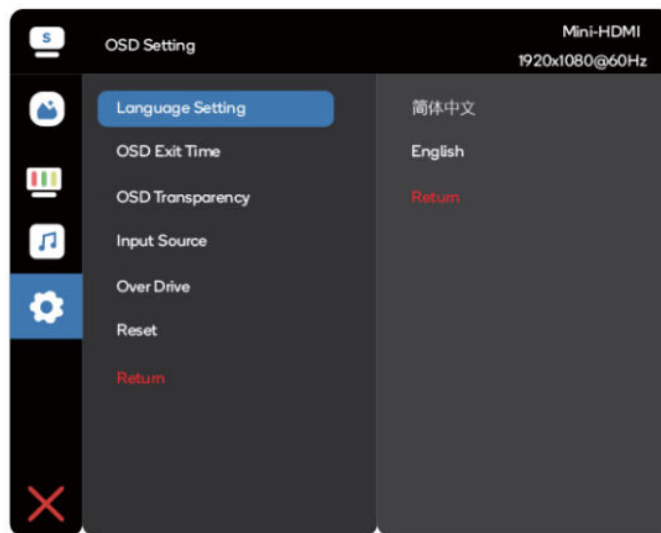 S
OSD Setting
Mini-HDMI
1920x1080@60Hz
Language Setting
OSD Exit Time
OSD Transparency
Input Source
Over Drive
Reset
Return
简体中文
English
Return